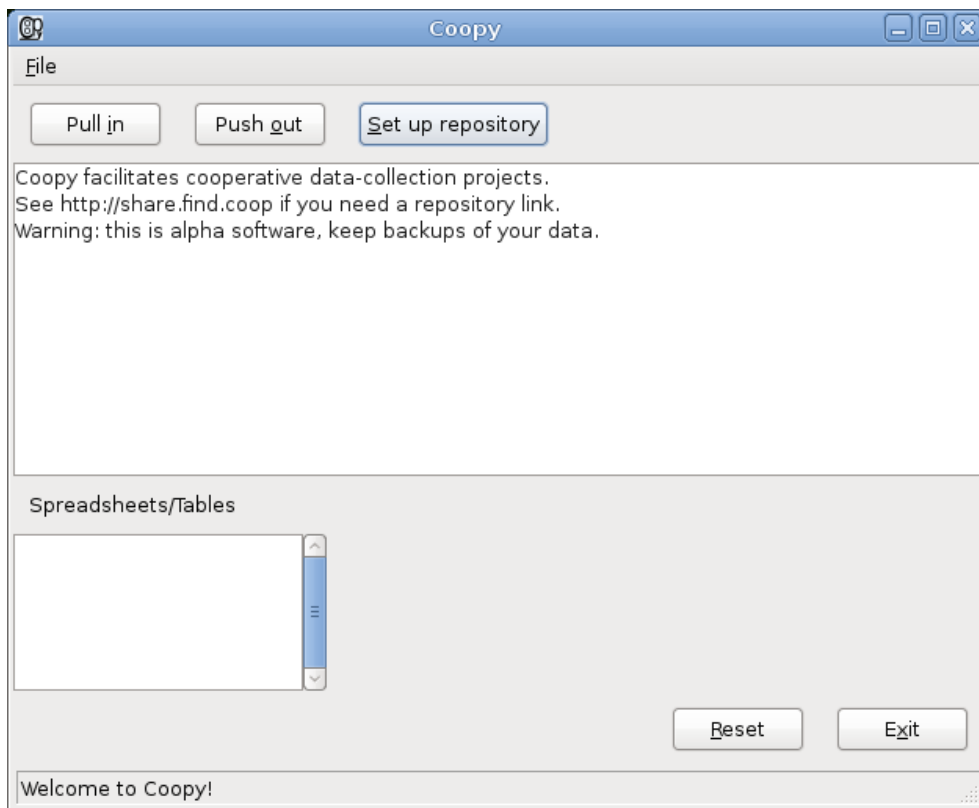 Coopy
File
Pull in
Push out
Set up repository
Coopy facilitates cooperative data-collection projects.
See http://share.find.coop if you need a repository link.
Warning: this is alpha software, keep backups of your data.
Spreadsheets/Tables
Reset
Exit
Welcome to Coopy!